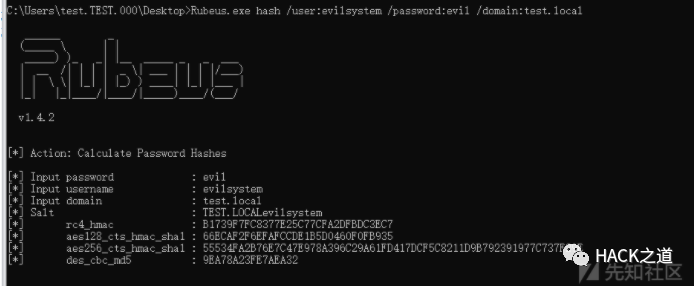 C:\Users\test.TEST.000\Desktop>Rubeus.exe hash /user:evilsystem /password:evil /domain:test.local
RUBEUS
v1.4.2
[*] Action: Calculate Password Hashes
[*] Input password : evil
[*] Input username : evilsystem
[*] Input domain : test.local
[*] Salt : TEST.LOCALevilsystem
[*] rc4_hmac : B1739F7FC8377E25C77CFA2DFBDC3EC7
[*] aes128_cts_hmac_sha1 : 66ECAF2F6EFAFCCDE1B5D0460F0FB935
[*] aes256_cts_hmac_sha1 :
[*] des_cbc_md5 : 9EA78A23FE7AEA32
HACK之道
先知社区